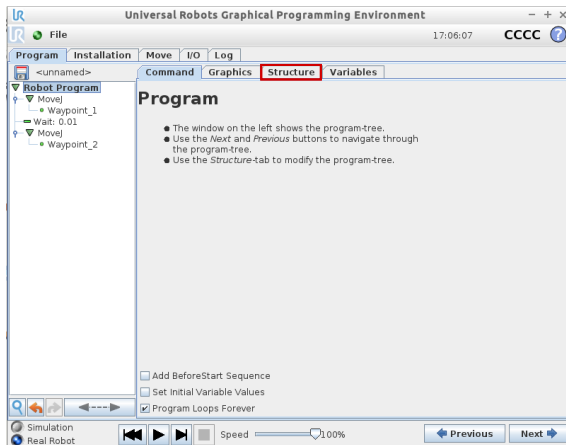 UR Universal Robots Graphical Programming Environment
UR File 17:06:07 CCCC ?
Program Installation Move I/O Log
<unnamed> Command Graphics Structure Variables
Robot Program
MoveJ
Waypoint_1
Wait: 0.01
MoveJ
Waypoint_2
Program
The window on the left shows the program-tree.
Use the Next and Previous buttons to navigate through
the program-tree.
Use the Structure-tab to modify the program-tree.
Add BeforeStart Sequence
Set Initial Variable Values
Program Loops Forever
Simulation
Real Robot
Speed 100% Previous Next